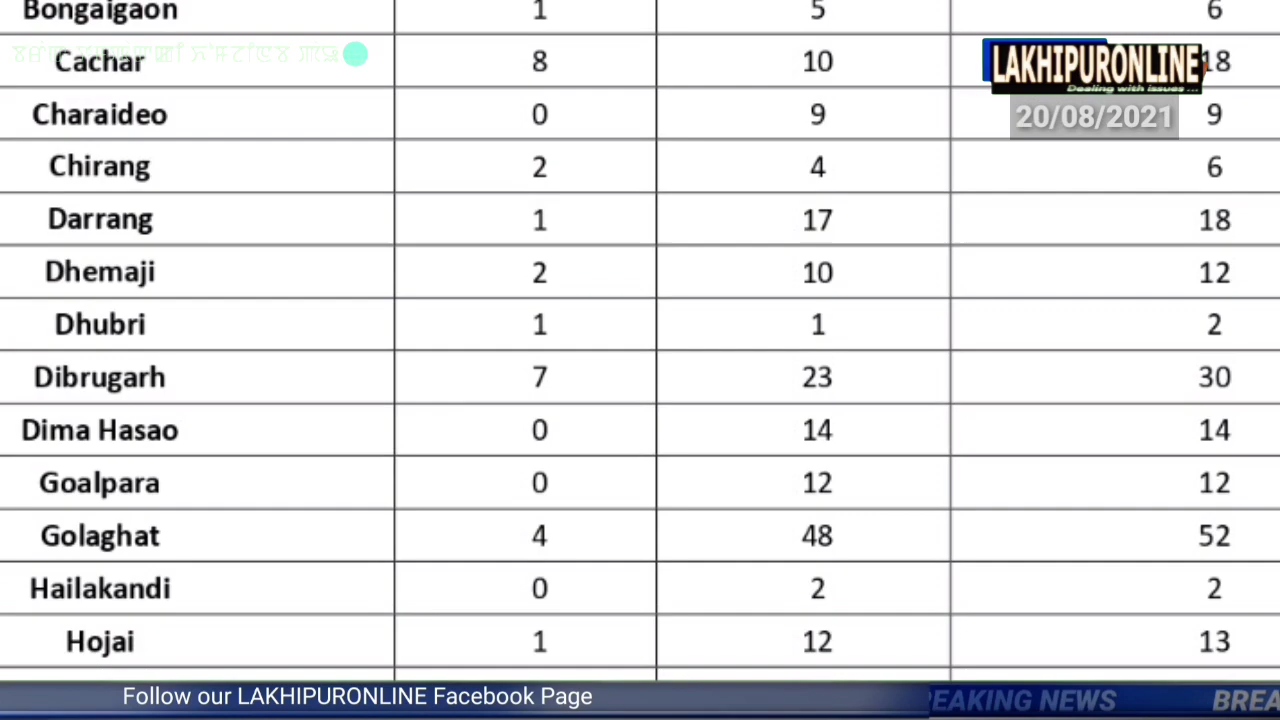 Bongaigaon 1 5 6
Cachar 8 10 18
LAKHIPURONLINE
Dealing with issues ...
20/08/2021
Charaideo 0 9 9
Chirang 2 4 6
Darrang 1 17 18
Dhemaji 2 10 12
Dhubri 1 1 2
Dibrugarh 7 23 30
Dima Hasao 0 14 14
Goalpara 0 12 12
Golaghat 4 48 52
Hailakandi 0 2 2
Hojai 1 12 13
Follow our LAKHIPURONLINE Facebook Page
EAKING NEWS BREA